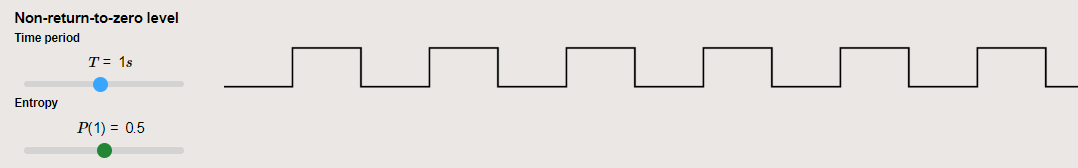 Non-return-to-zero level
Time period
T = 1s
Entropy
P(1) = 0.5